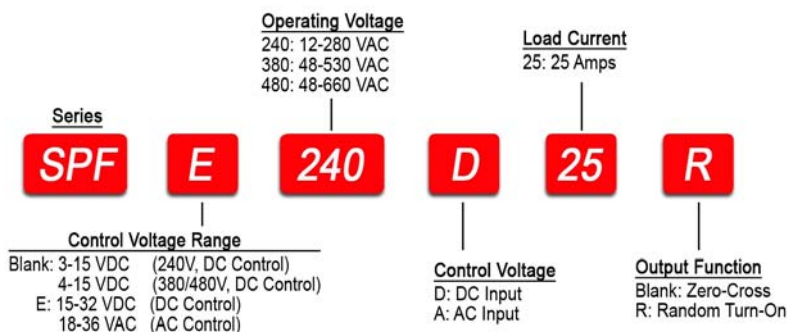 Operating Voltage
240: 12-280 VAC
380: 48-530 VAC
480: 48-660 VAC
Load Current
25: 25 Amps
Series
SPF E 240 D 25 R
Control Voltage Range
Blank: 3-15 VDC (240V, DC Control)
4-15 VDC (380/480V, DC Control)
E: 15-32 VDC (DC Control)
18-36 VAC (AC Control)
Control Voltage
D: DC Input
A: AC Input
Output Function
Blank: Zero-Cross
R: Random Turn-On